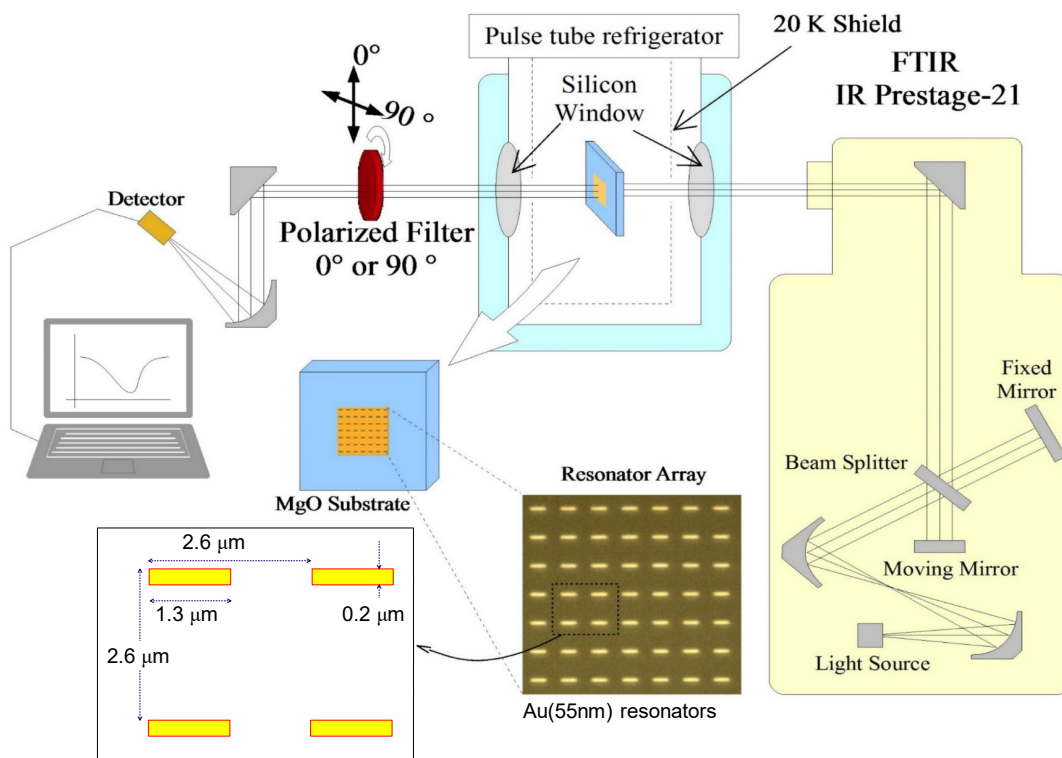 Pulse tube refrigerator
20 K Shield
FTIR
IR Prestage-21
0°
90 °
Silicon
Window
Detector
Polarized Filter
0° or 90 °
Fixed
Mirror
Beam Splitter
Moving Mirror
Light Source
MgO Substrate
Resonator Array
2.6 μm
1.3 μm
0.2 μm
2.6 μm
Au(55nm) resonators